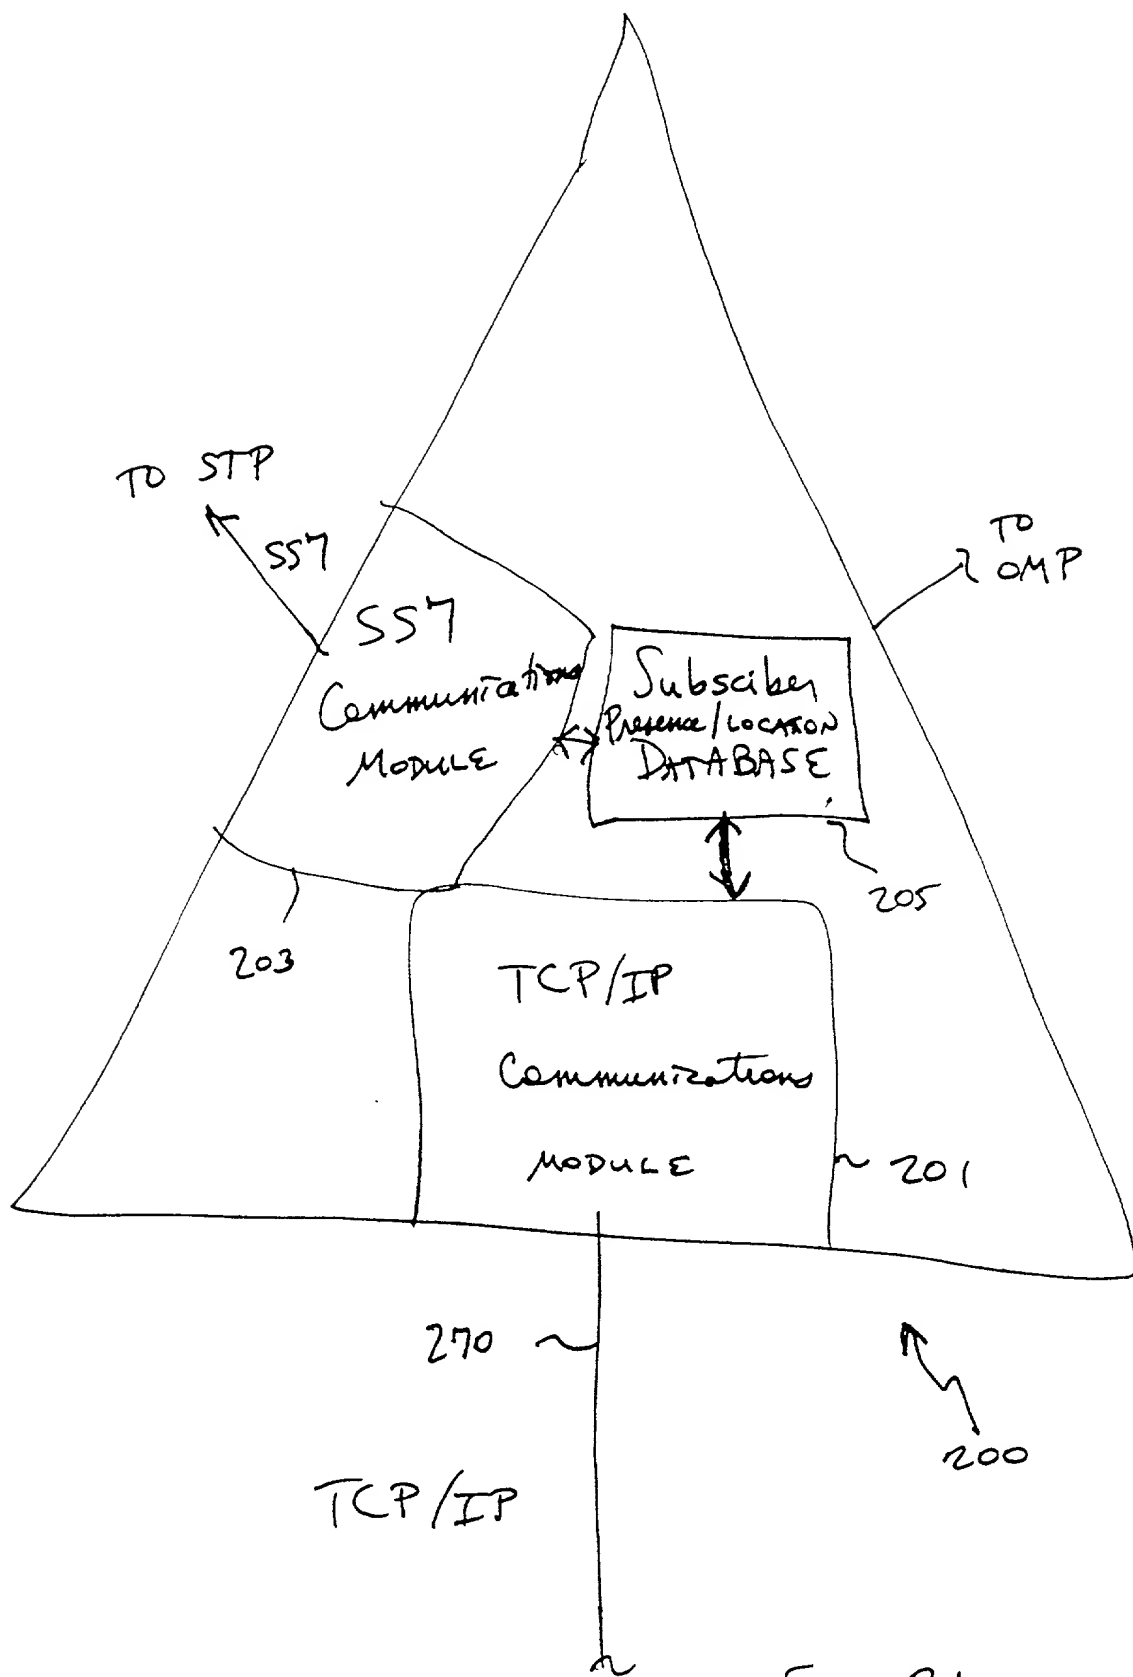 TO STP
SS7
TO
OMP
SS7
Communications
MODULE
Subsciber
Presence/LOCATION
DATABASE
205
203
TCP/IP
Communications
MODULE
201
270
200
TCP/IP